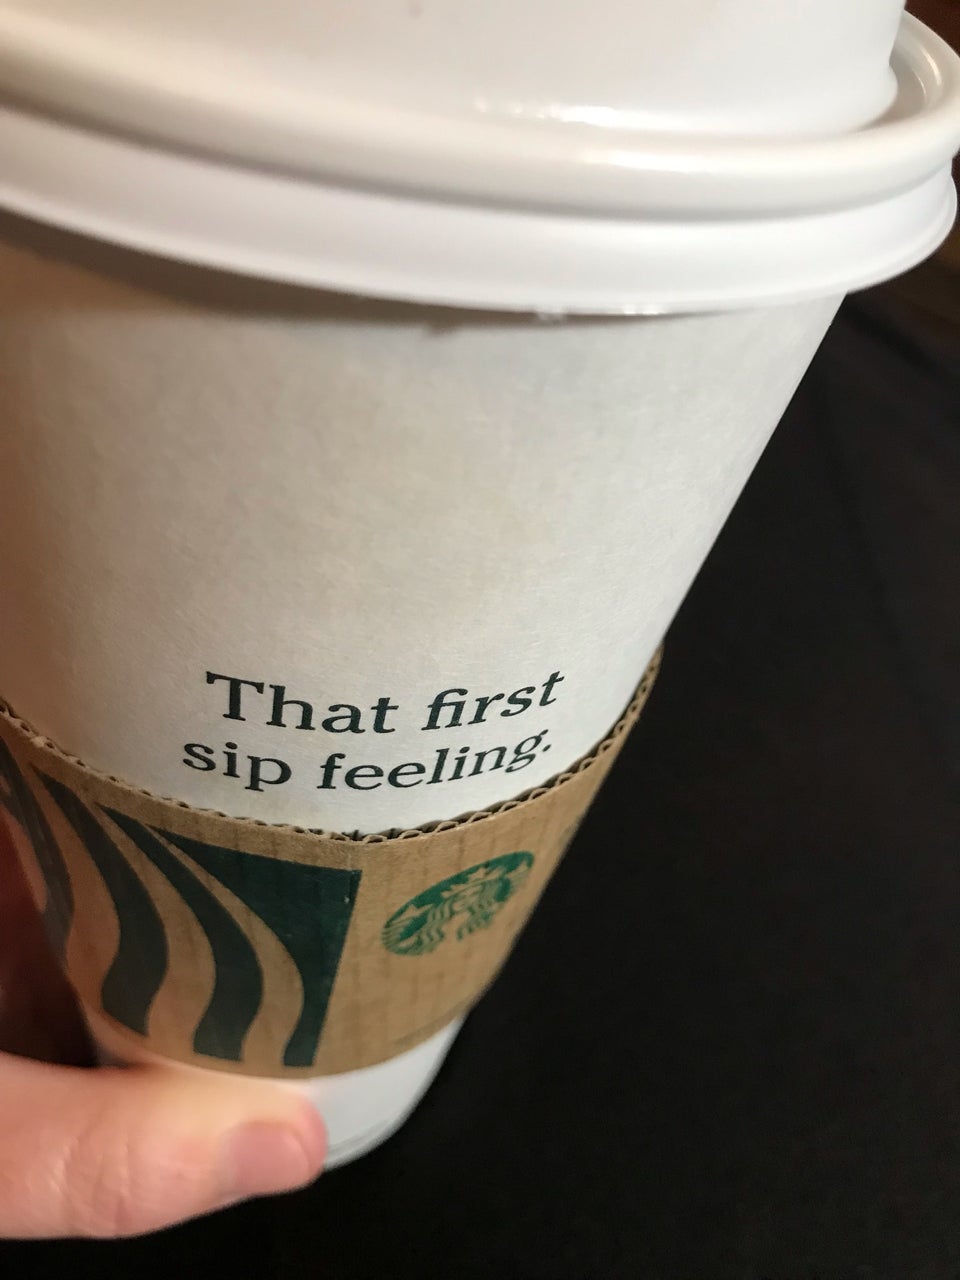 That first
sip feeling.